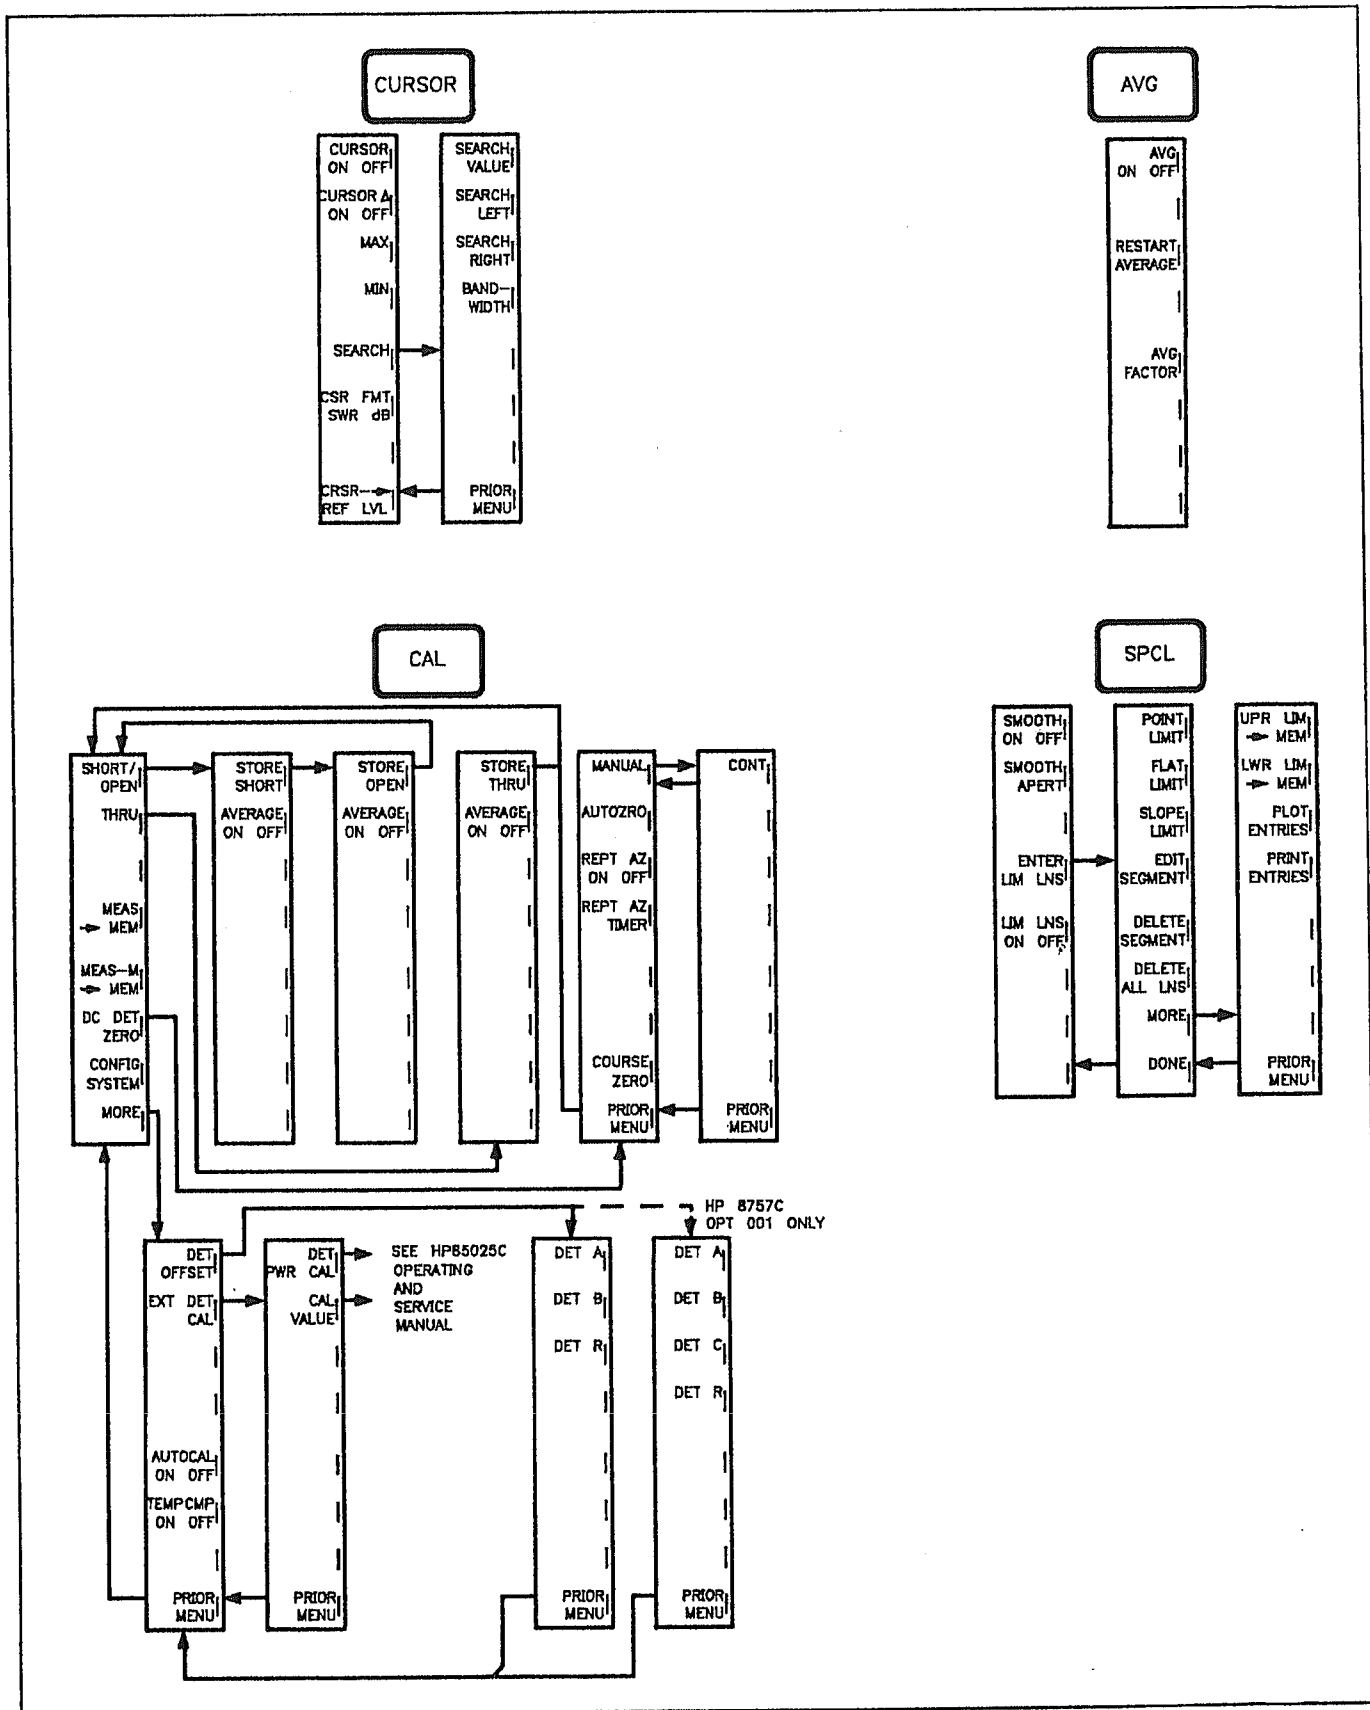 CURSOR
CURSOR
ON OFF
CURSOR Δ
ON OFF
MAX
MIN
SEARCH
CSR FMT
SWR dB
CRSR→
REF LVL
SEARCH
VALUE
SEARCH
LEFT
SEARCH
RIGHT
BAND-
WIDTH
PRIOR
MENU
AVG
AVG
ON OFF
RESTART
AVERAGE
AVG
FACTOR
CAL
SHORT/
OPEN
THRU
MEAS
→ MEM
MEAS-M
→ MEM
DC DET
ZERO
CONFIG
SYSTEM
MORE
STORE
SHORT
AVERAGE
ON OFF
STORE
OPEN
AVERAGE
ON OFF
STORE
THRU
AVERAGE
ON OFF
MANUAL
AUTOZRO
REPT AZ
ON OFF
REPT AZ
TIMER
COURSE
ZERO
PRIOR
MENU
CONT
PRIOR
MENU
SPCL
SMOOTH
ON OFF
SMOOTH
APERT
ENTER
LIM LNS
LIM LNS
ON OFF
POINT
LIMIT
FLAT
LIMIT
SLOPE
LIMIT
EDIT
SEGMENT
DELETE
SEGMENT
DELETE
ALL LNS
MORE
DONE
UPR LIM
→ MEM
LWR LIM
→ MEM
PLOT
ENTRIES
PRINT
ENTRIES
PRIOR
MENU
DET
OFFSET
EXT DET
CAL
AUTOCAL
ON OFF
TEMPCMP
ON OFF
PRIOR
MENU
DET
PWR CAL
CAL
VALUE
PRIOR
MENU
SEE HP85025C
OPERATING
AND
SERVICE
MANUAL
DET A
DET B
DET R
PRIOR
MENU
HP 8757C
OPT 001 ONLY
DET A
DET B
DET C
DET R
PRIOR
MENU